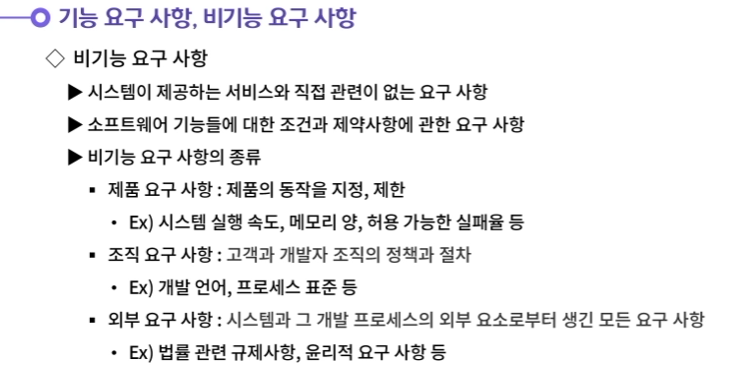 기능 요구 사항, 비기능 요구 사항
◇ 비기능 요구 사항
▶ 시스템이 제공하는 서비스와 직접 관련이 없는 요구 사항
▶ 소프트웨어 기능들에 대한 조건과 제약사항에 관한 요구 사항
▶ 비기능 요구 사항의 종류
▪ 제품 요구 사항 : 제품의 동작을 지정, 제한
• Ex) 시스템 실행 속도, 메모리 양, 허용 가능한 실패율 등
▪ 조직 요구 사항 : 고객과 개발자 조직의 정책과 절차
• Ex) 개발 언어, 프로세스 표준 등
▪ 외부 요구 사항 : 시스템과 그 개발 프로세스의 외부 요소로부터 생긴 모든 요구 사항
• Ex) 법률 관련 규제사항, 윤리적 요구 사항 등